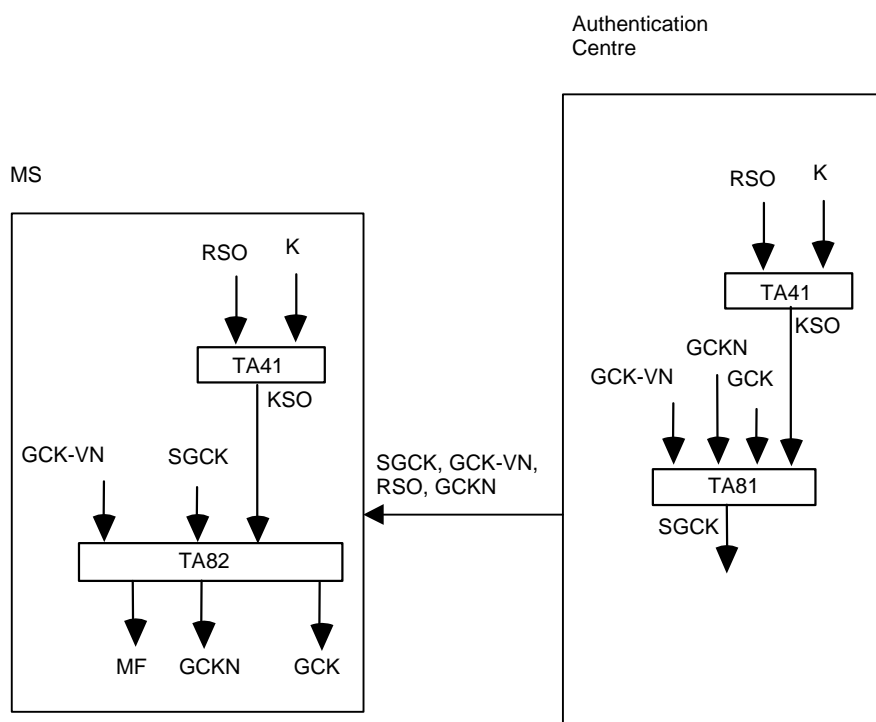 Authentication
Centre
MS
RSO K
TA41
KSO
GCK-VN SGCK
TA82
MF GCKN GCK
SGCK, GCK-VN,
RSO, GCKN
RSO K
TA41
KSO
GCKN
GCK-VN GCK
TA81
SGCK